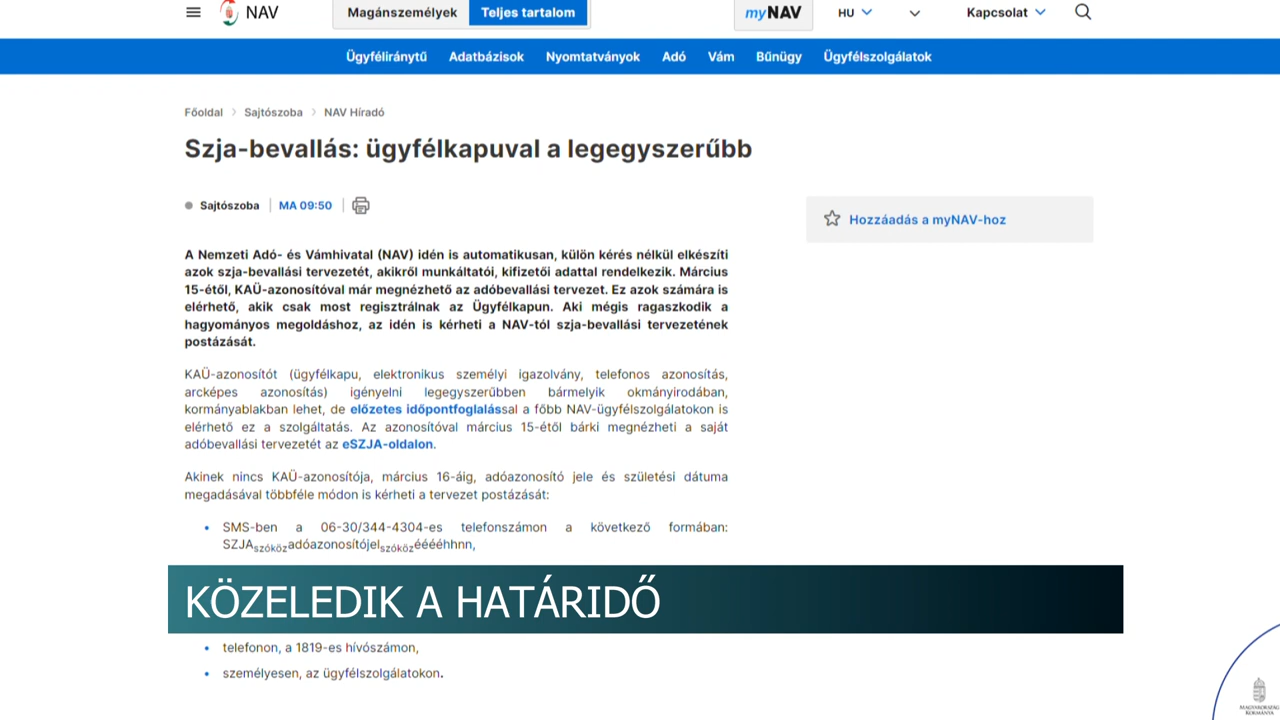 NAV
Magánszemélyek
Teljes tartalom
myNAV
HU
Kapcsolat
Ügyféliránytű
Adatbázisok
Nyomtatványok
Adó
Vám
Bűnügy
Ügyfélszolgálatok
Főoldal > Sajtószoba > NAV Híradó
Szja-bevallás: ügyfélkapuval a legegyszerűbb
Sajtószoba | MA 09:50
Hozzáadás a myNAV-hoz
A Nemzeti Adó- és Vámhivatal (NAV) idén is automatikusan, külön kérés nélkül elkészíti
azok szja-bevallási tervezetét, akikről munkáltatói, kifizetői adattal rendelkezik. Március
15-étől, KAÜ-azonosítóval már megnézhető az adóbevallási tervezet. Ez azok számára is
elérhető, akik csak most regisztrálnak az Ügyfélkapun. Aki mégis ragaszkodik a
hagyományos megoldáshoz, az idén is kérheti a NAV-tól szja-bevallási tervezetének
postázását.
KAÜ-azonosítót (ügyfélkapu, elektronikus személyi igazolvány, telefonos azonosítás,
arcképes azonosítás) igényelni legegyszerűbben bármelyik okmányirodában,
kormányablakban lehet, de előzetes időpontfoglalással a főbb NAV-ügyfélszolgálatokon is
elérhető ez a szolgáltatás. Az azonosítóval március 15-étől bárki megnézheti a saját
adóbevallási tervezetét az eSZJA-oldalon.
Akinek nincs KAÜ-azonosítója, március 16-áig, adóazonosító jele és születési dátuma
megadásával többféle módon is kérheti a tervezet postázását:
• SMS-ben a 06-30/344-4304-es telefonszámon a következő formában:
SZJAszóközadóazonosítójelszóközééééhhnn,
KÖZELEDIK A HATÁRIDŐ
• telefonon, a 1819-es hívószámon,
• személyesen, az ügyfélszolgálatokon.
MAGYARORSZÁG
KORMÁNYA